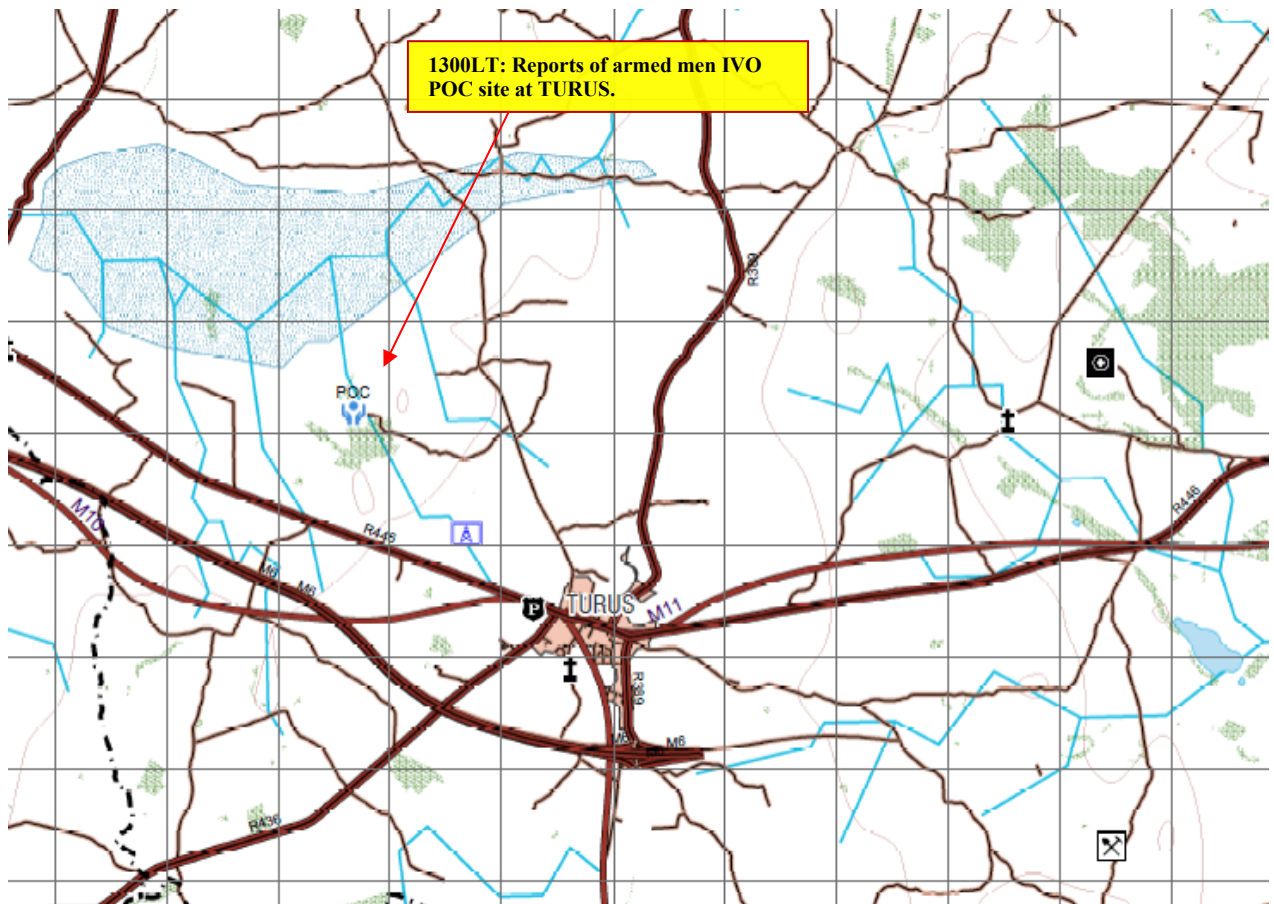 1300LT: Reports of armed men IVO
POC site at TURUS.
R389
POC
M10
R446
R446
M6
M6
P
TURUS
M11
R389
M6
M6
R436